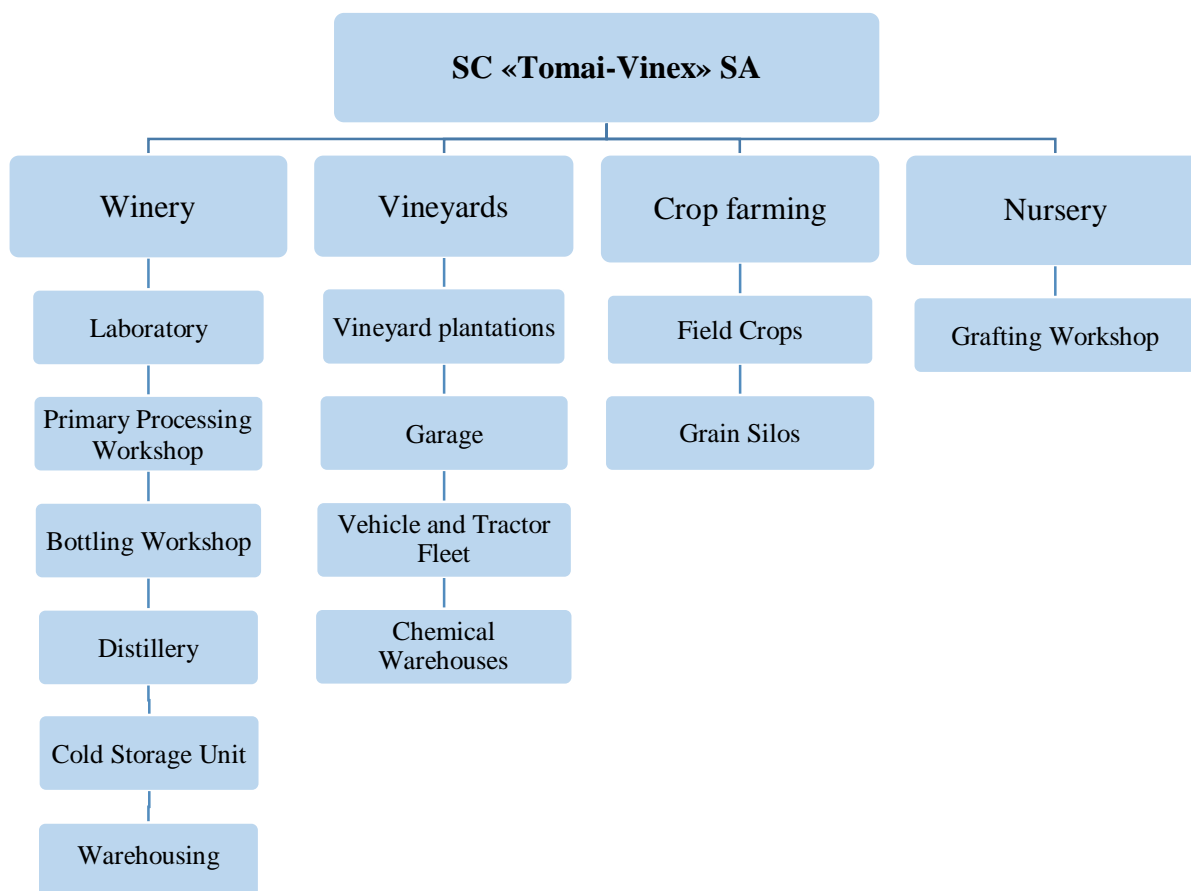 SC «Tomai-Vinex» SA
Winery
Vineyards
Crop farming
Nursery
Laboratory
Primary Processing
Workshop
Bottling Workshop
Distillery
Cold Storage Unit
Warehousing
Vineyard plantations
Garage
Vehicle and Tractor
Fleet
Chemical
Warehouses
Field Crops
Grain Silos
Grafting Workshop